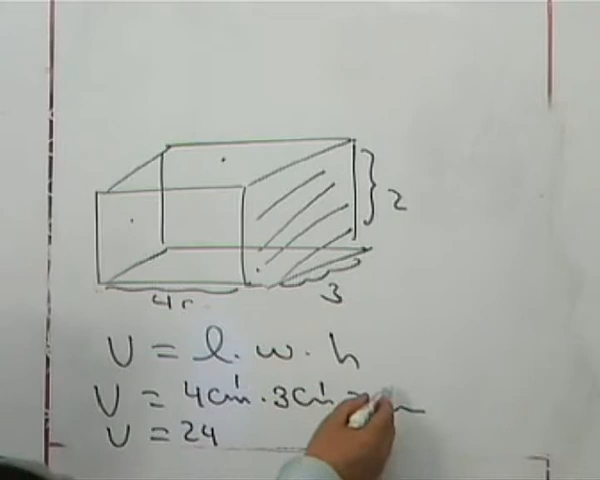 2
4c
3
V = l . w . h
V = 4cm . 3cm
V = 24